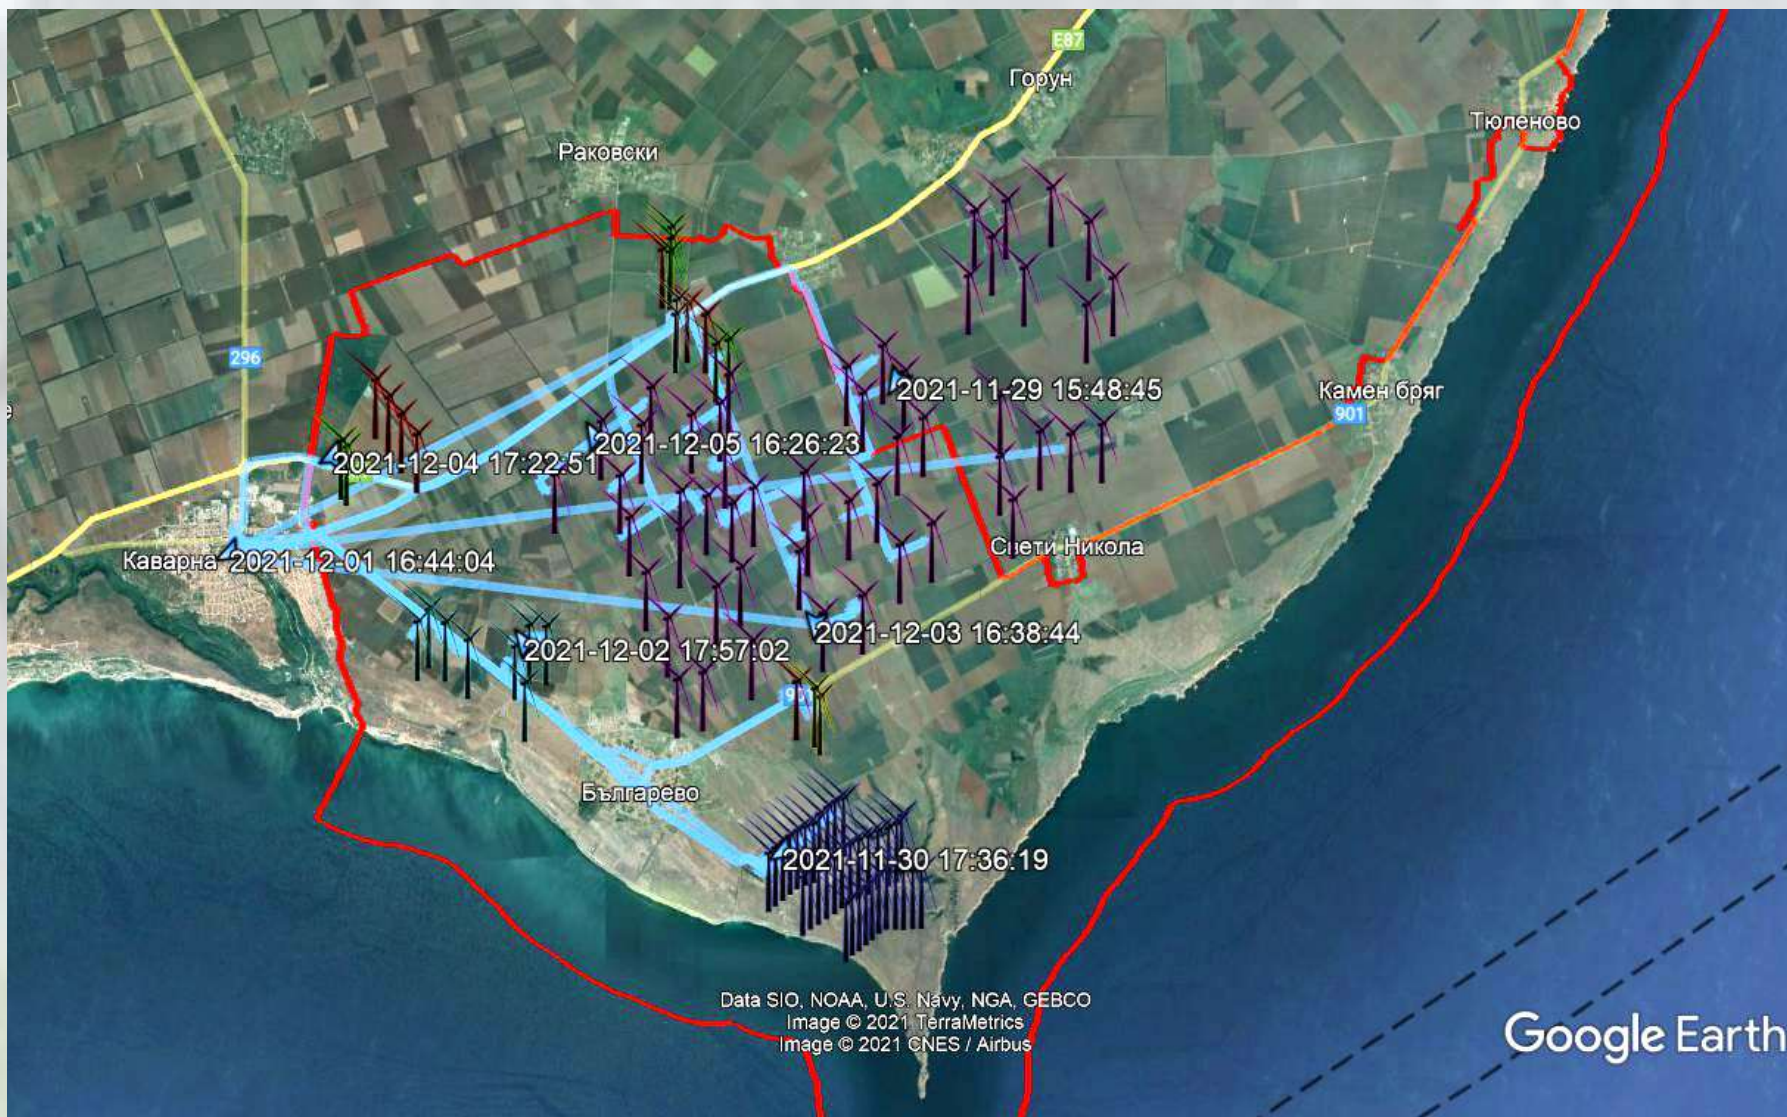 E87
Горун
Тюленово
Раковски
296
2021-11-29 15:48:45
Камен бряг
901
2021-12-05 16:26:23
2021-12-04 17:22:51
Свети Никола
Каварна
2021-12-01 16:44:04
2021-12-03 16:38:44
2021-12-02 17:57:02
Българево
2021-11-30 17:36:19
Data SIO, NOAA, U.S. Navy, NGA, GEBCO
Image © 2021 TerraMetrics
Image © 2021 CNES / Airbus
Google Earth